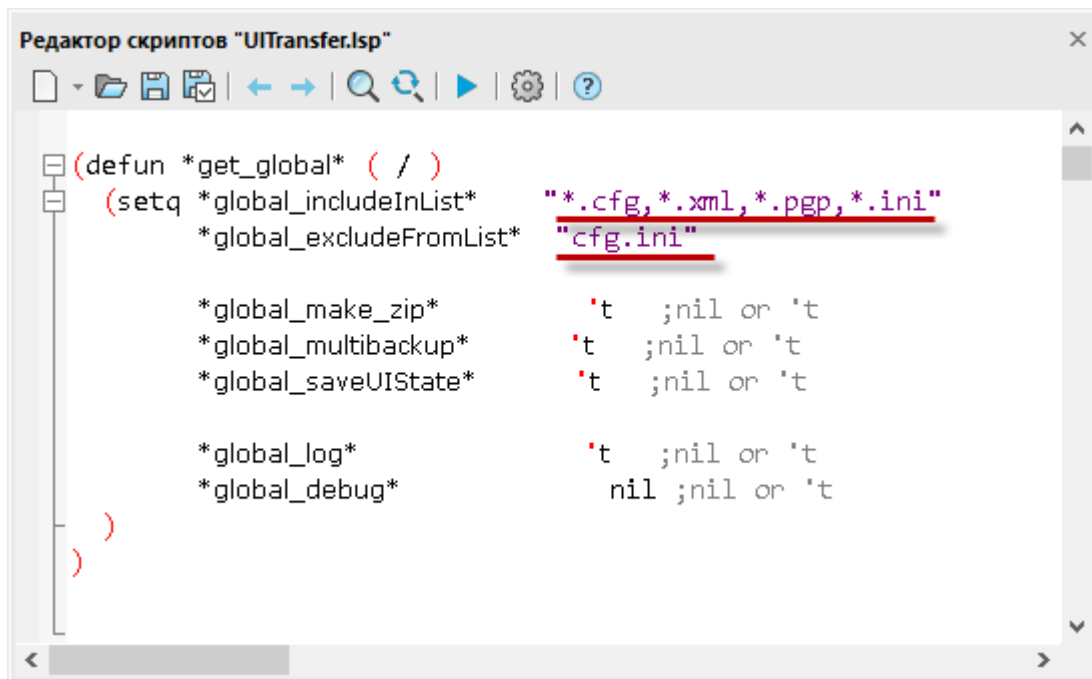 Редактор скриптов "UITransfer.lsp"
(defun *get_global* ( / )
(setq *global_includeInList* "*.cfg,*.xml,*.pgp,*.ini"
*global_excludeFromList* "cfg.ini"
*global_make_zip* 't ;nil or 't
*global_multibackup* 't ;nil or 't
*global_saveUIState* 't ;nil or 't
*global_log* 't ;nil or 't
*global_debug* nil ;nil or 't
)
)